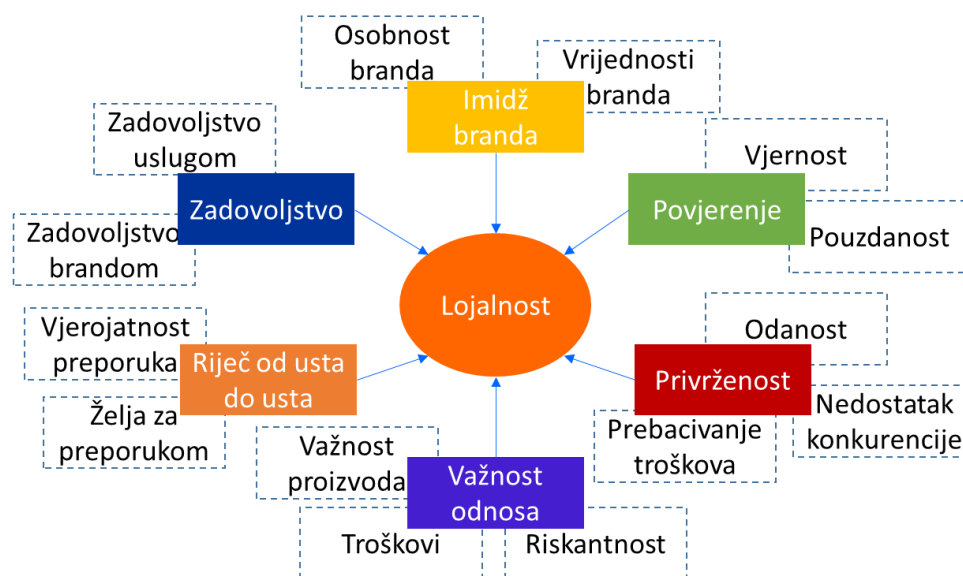 Osobnost
branda
Vrijednosti
branda
Imidž
branda
Zadovoljstvo
uslugom
Zadovoljstvo
Zadovoljstvo
brandom
Vjernost
Povjerenje
Pouzdanost
Lojalnost
Vjerojatnost
preporuka
Riječ od usta
do usta
Želja za
preporukom
Odanost
Privrženost
Nedostatak
konkurencije
Prebacivanje
troškova
Važnost
proizvoda
Važnost
odnosa
Troškovi
Riskantnost